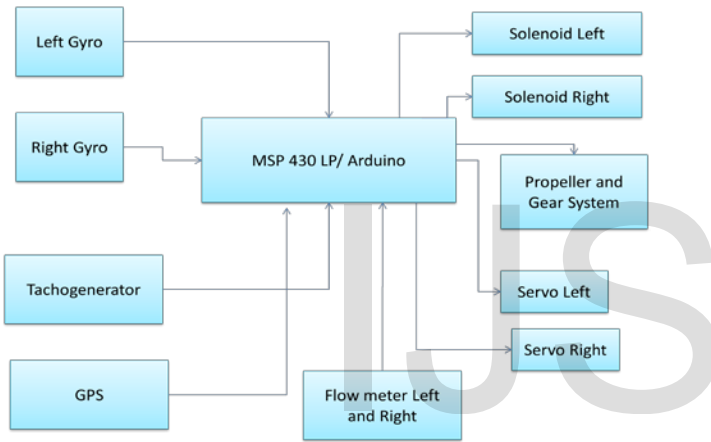 Left Gyro
Solenoid Left
Solenoid Right
Right Gyro
MSP 430 LP/ Arduino
Propeller and
Gear System
Tachogenerator
Servo Left
Servo Right
GPS
Flow meter Left
and Right
IJS